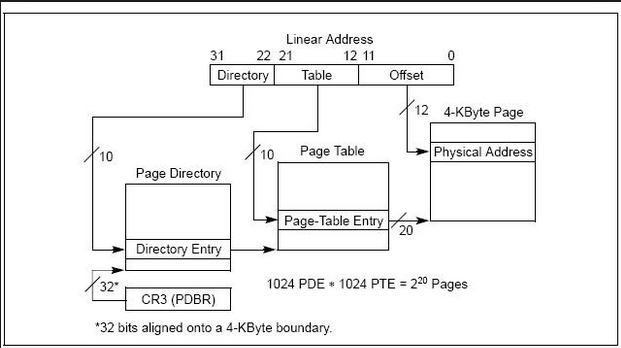 Linear Address
31 22 21 12 11 0
Directory Table Offset
12
4-KByte Page
10
10
Page Table
Physical Address
Page Directory
Page-Table Entry
20
Directory Entry
32*
1024 PDE * 1024 PTE = 2²⁰ Pages
CR3 (PDBR)
*32 bits aligned onto a 4-KByte boundary.